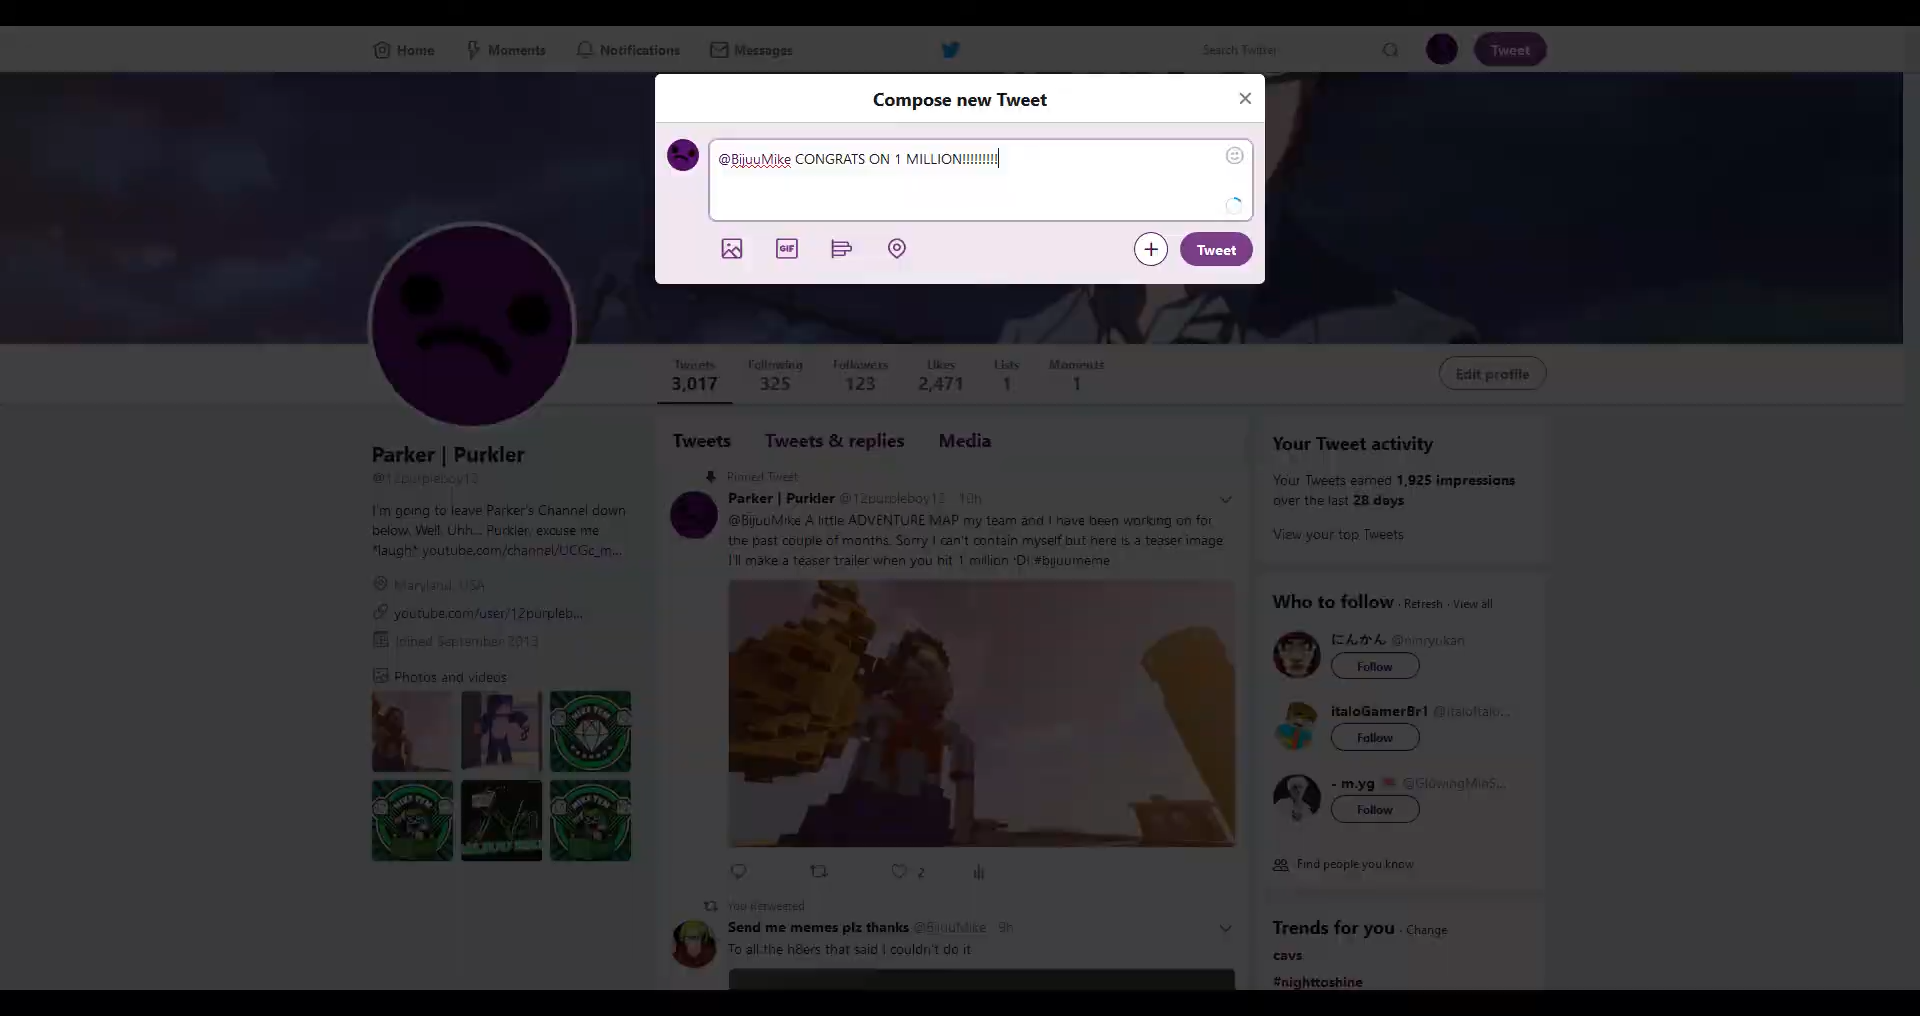 Home
Moments
Notifications
Messages
Search Twitter
Tweet
Compose new Tweet
@BijuuMike CONGRATS ON 1 MILLION!!!!!!!!!
GIF
Tweet
Tweets
3,017
Following
325
Followers
123
Likes
2,471
Lists
1
Moments
1
Edit profile
Parker | Purkler
@12purpleboy12
I'm going to leave Parker's Channel down
below. Well. Uhh... Purkler, excuse me
*laugh* youtube.com/channel/UCGc_m...
Maryland, USA
youtube.com/user/12purpleb...
Joined September 2013
Photos and videos
Tweets
Tweets & replies
Media
Pinned Tweet
Parker | Purkler @12purpleboy12 · 10h
@BijuuMike A little ADVENTURE MAP my team and I have been working on for
the past couple of months. Sorry I can't contain myself but here is a teaser image
I'll make a teaser trailer when you hit 1 million :D! #bijuumeme
2
You Retweeted
Send me memes plz thanks @BijuuMike · 9h
To all the h8ers that said I couldn't do it
Your Tweet activity
Your Tweets earned 1,925 impressions
over the last 28 days
View your top Tweets
Who to follow · Refresh · View all
にんかん @ninryukan
Follow
italoGamerBr1 @italoItalo...
Follow
- m.yg @GlowingMinS...
Follow
Find people you know
Trends for you · Change
cavs
#nighttoshine